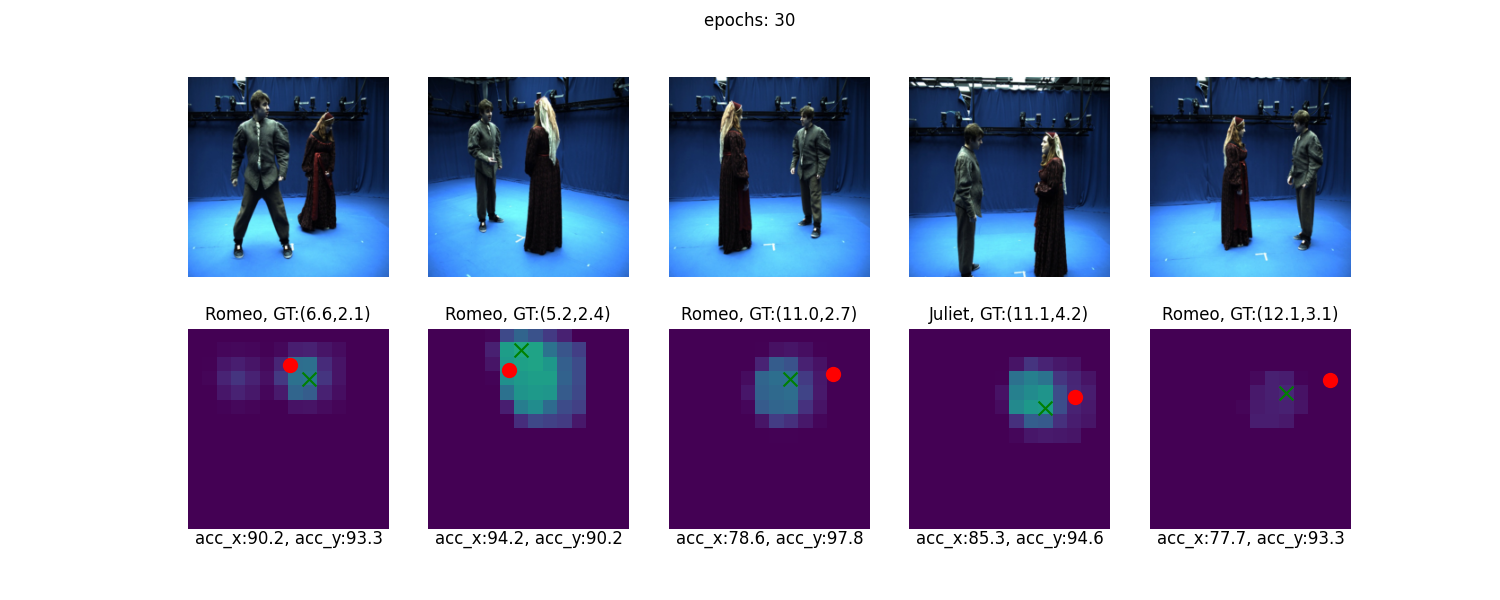 epochs: 30
Romeo, GT:(6.6,2.1)
Romeo, GT:(5.2,2.4)
Romeo, GT:(11.0,2.7)
Juliet, GT:(11.1,4.2)
Romeo, GT:(12.1,3.1)
acc_x:90.2, acc_y:93.3
acc_x:94.2, acc_y:90.2
acc_x:78.6, acc_y:97.8
acc_x:85.3, acc_y:94.6
acc_x:77.7, acc_y:93.3